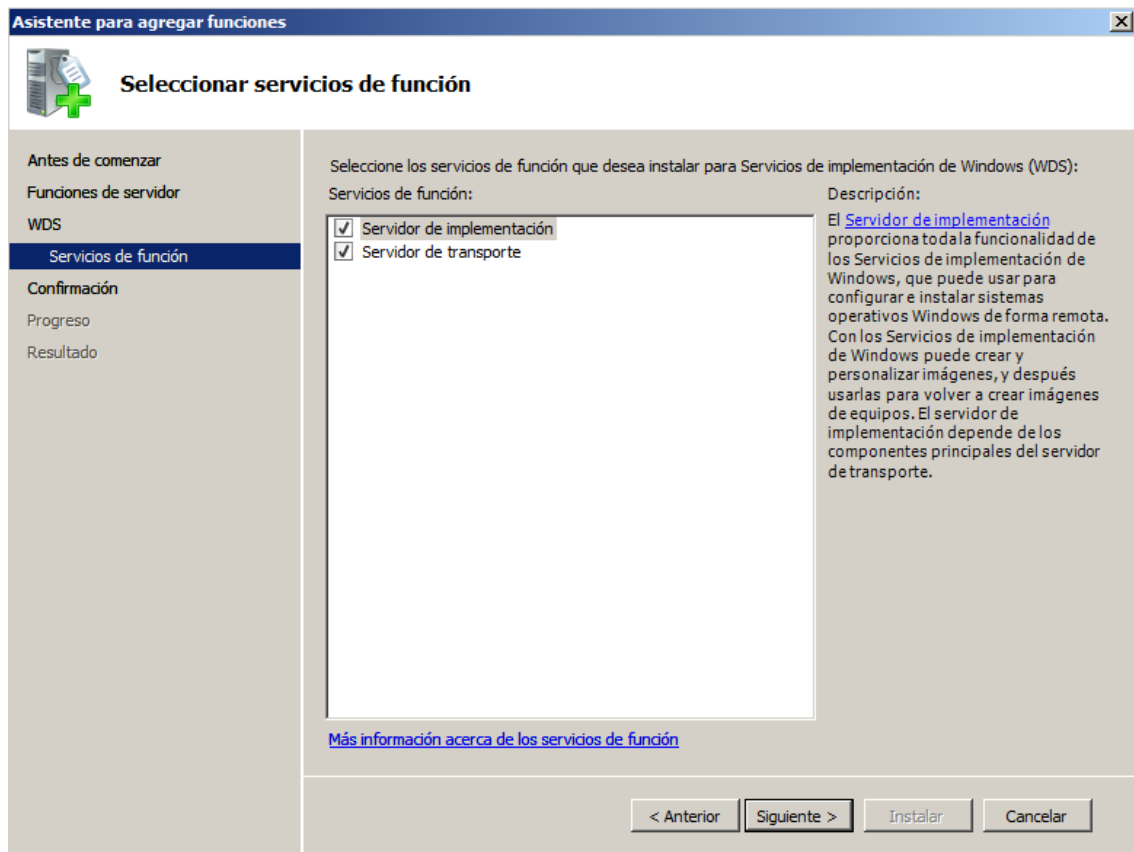 Asistente para agregar funciones
Seleccionar servicios de función
Antes de comenzar
Funciones de servidor
WDS
Servicios de función
Confirmación
Progreso
Resultado
Seleccione los servicios de función que desea instalar para Servicios de implementación de Windows (WDS):
Servicios de función:
Servidor de implementación
Servidor de transporte
Descripción:
El Servidor de implementación
proporciona toda la funcionalidad de
los Servicios de implementación de
Windows, que puede usar para
configurar e instalar sistemas
operativos Windows de forma remota.
Con los Servicios de implementación
de Windows puede crear y
personalizar imágenes, y después
usarlas para volver a crear imágenes
de equipos. El servidor de
implementación depende de los
componentes principales del servidor
de transporte.
Más información acerca de los servicios de función
< Anterior
Siguiente >
Instalar
Cancelar